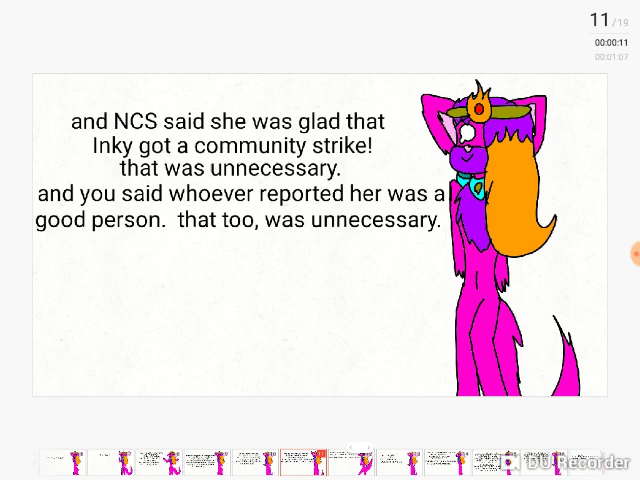 11/19
00:00:11
00:01:07
and NCS said she was glad that
Inky got a community strike!
that was unnecessary.
and you said whoever reported her was a
good person. that too, was unnecessary.
DU Recorder